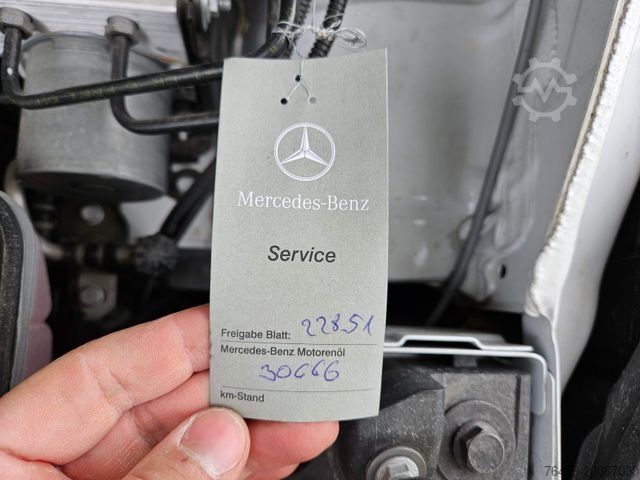 Mercedes-Benz
Service
Freigabe Blatt: 228.51
Mercedes-Benz Motorenöl
30666
km-Stand